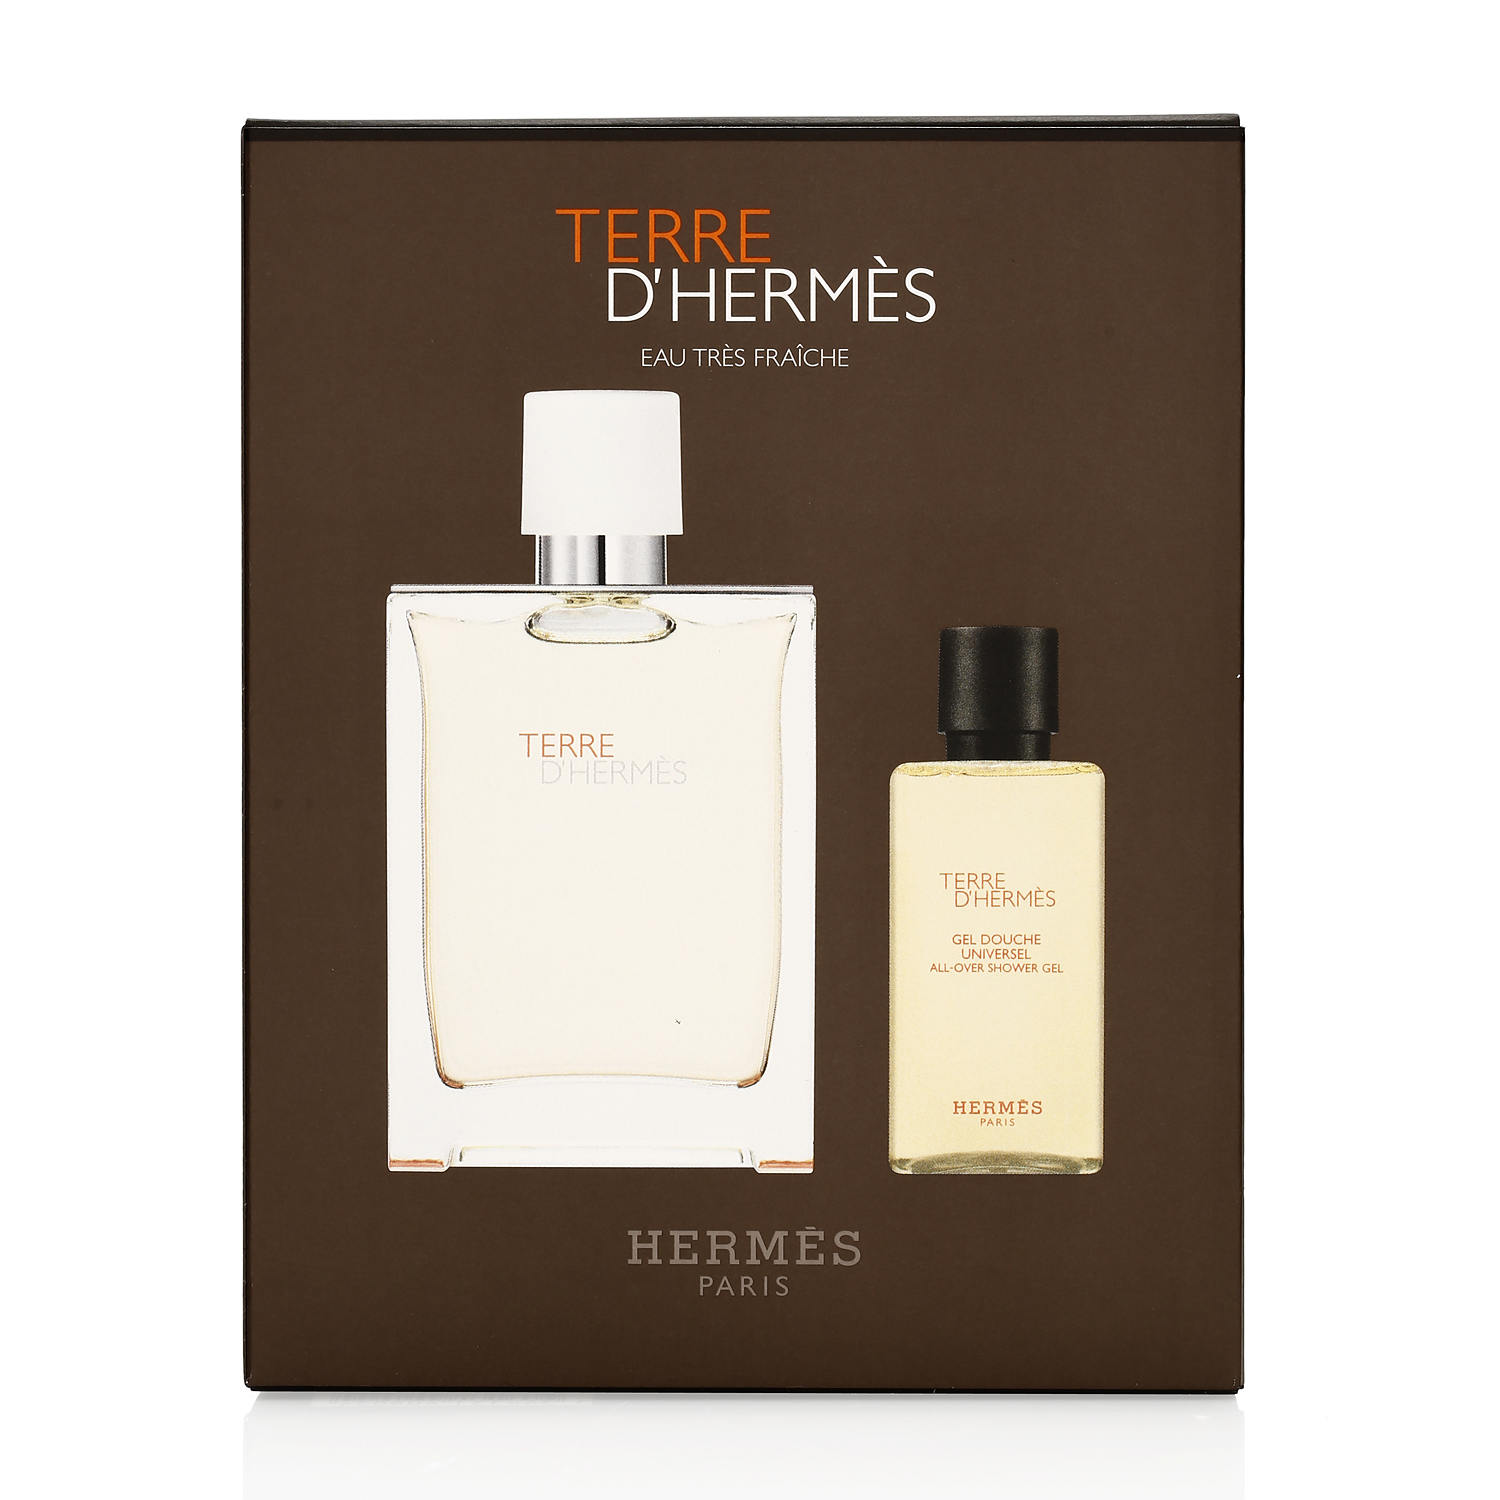 TERRE
D'HERMÈS
EAU TRÈS FRAÎCHE
TERRE
D'HERMÈS
TERRE
D'HERMÈS
GEL DOUCHE
UNIVERSEL
ALL-OVER SHOWER GEL
HERMÈS
PARIS
HERMÈS
PARIS